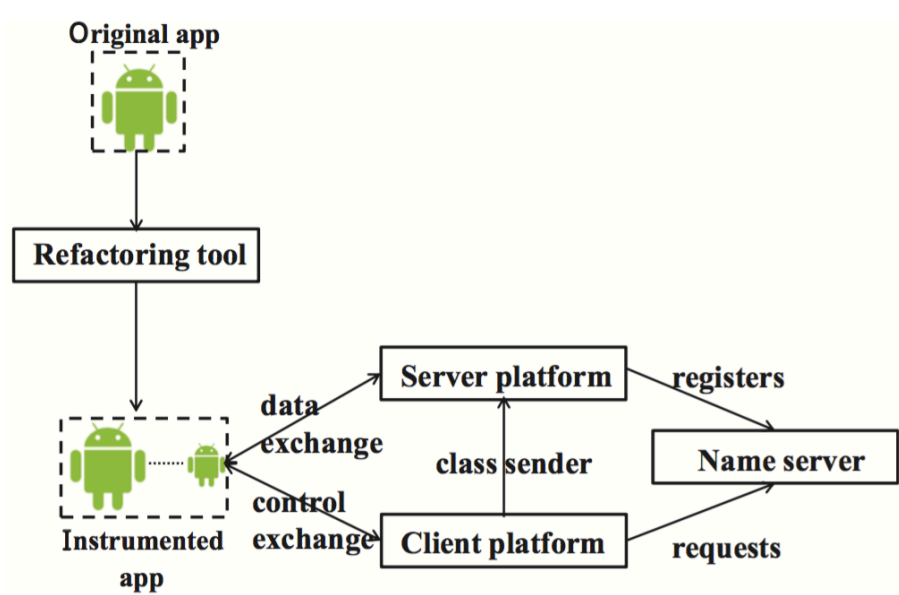 Original app
Refactoring tool
Server platform
registers
data
exchange
class sender
Name server
control
exchange
Client platform
requests
Instrumented
app